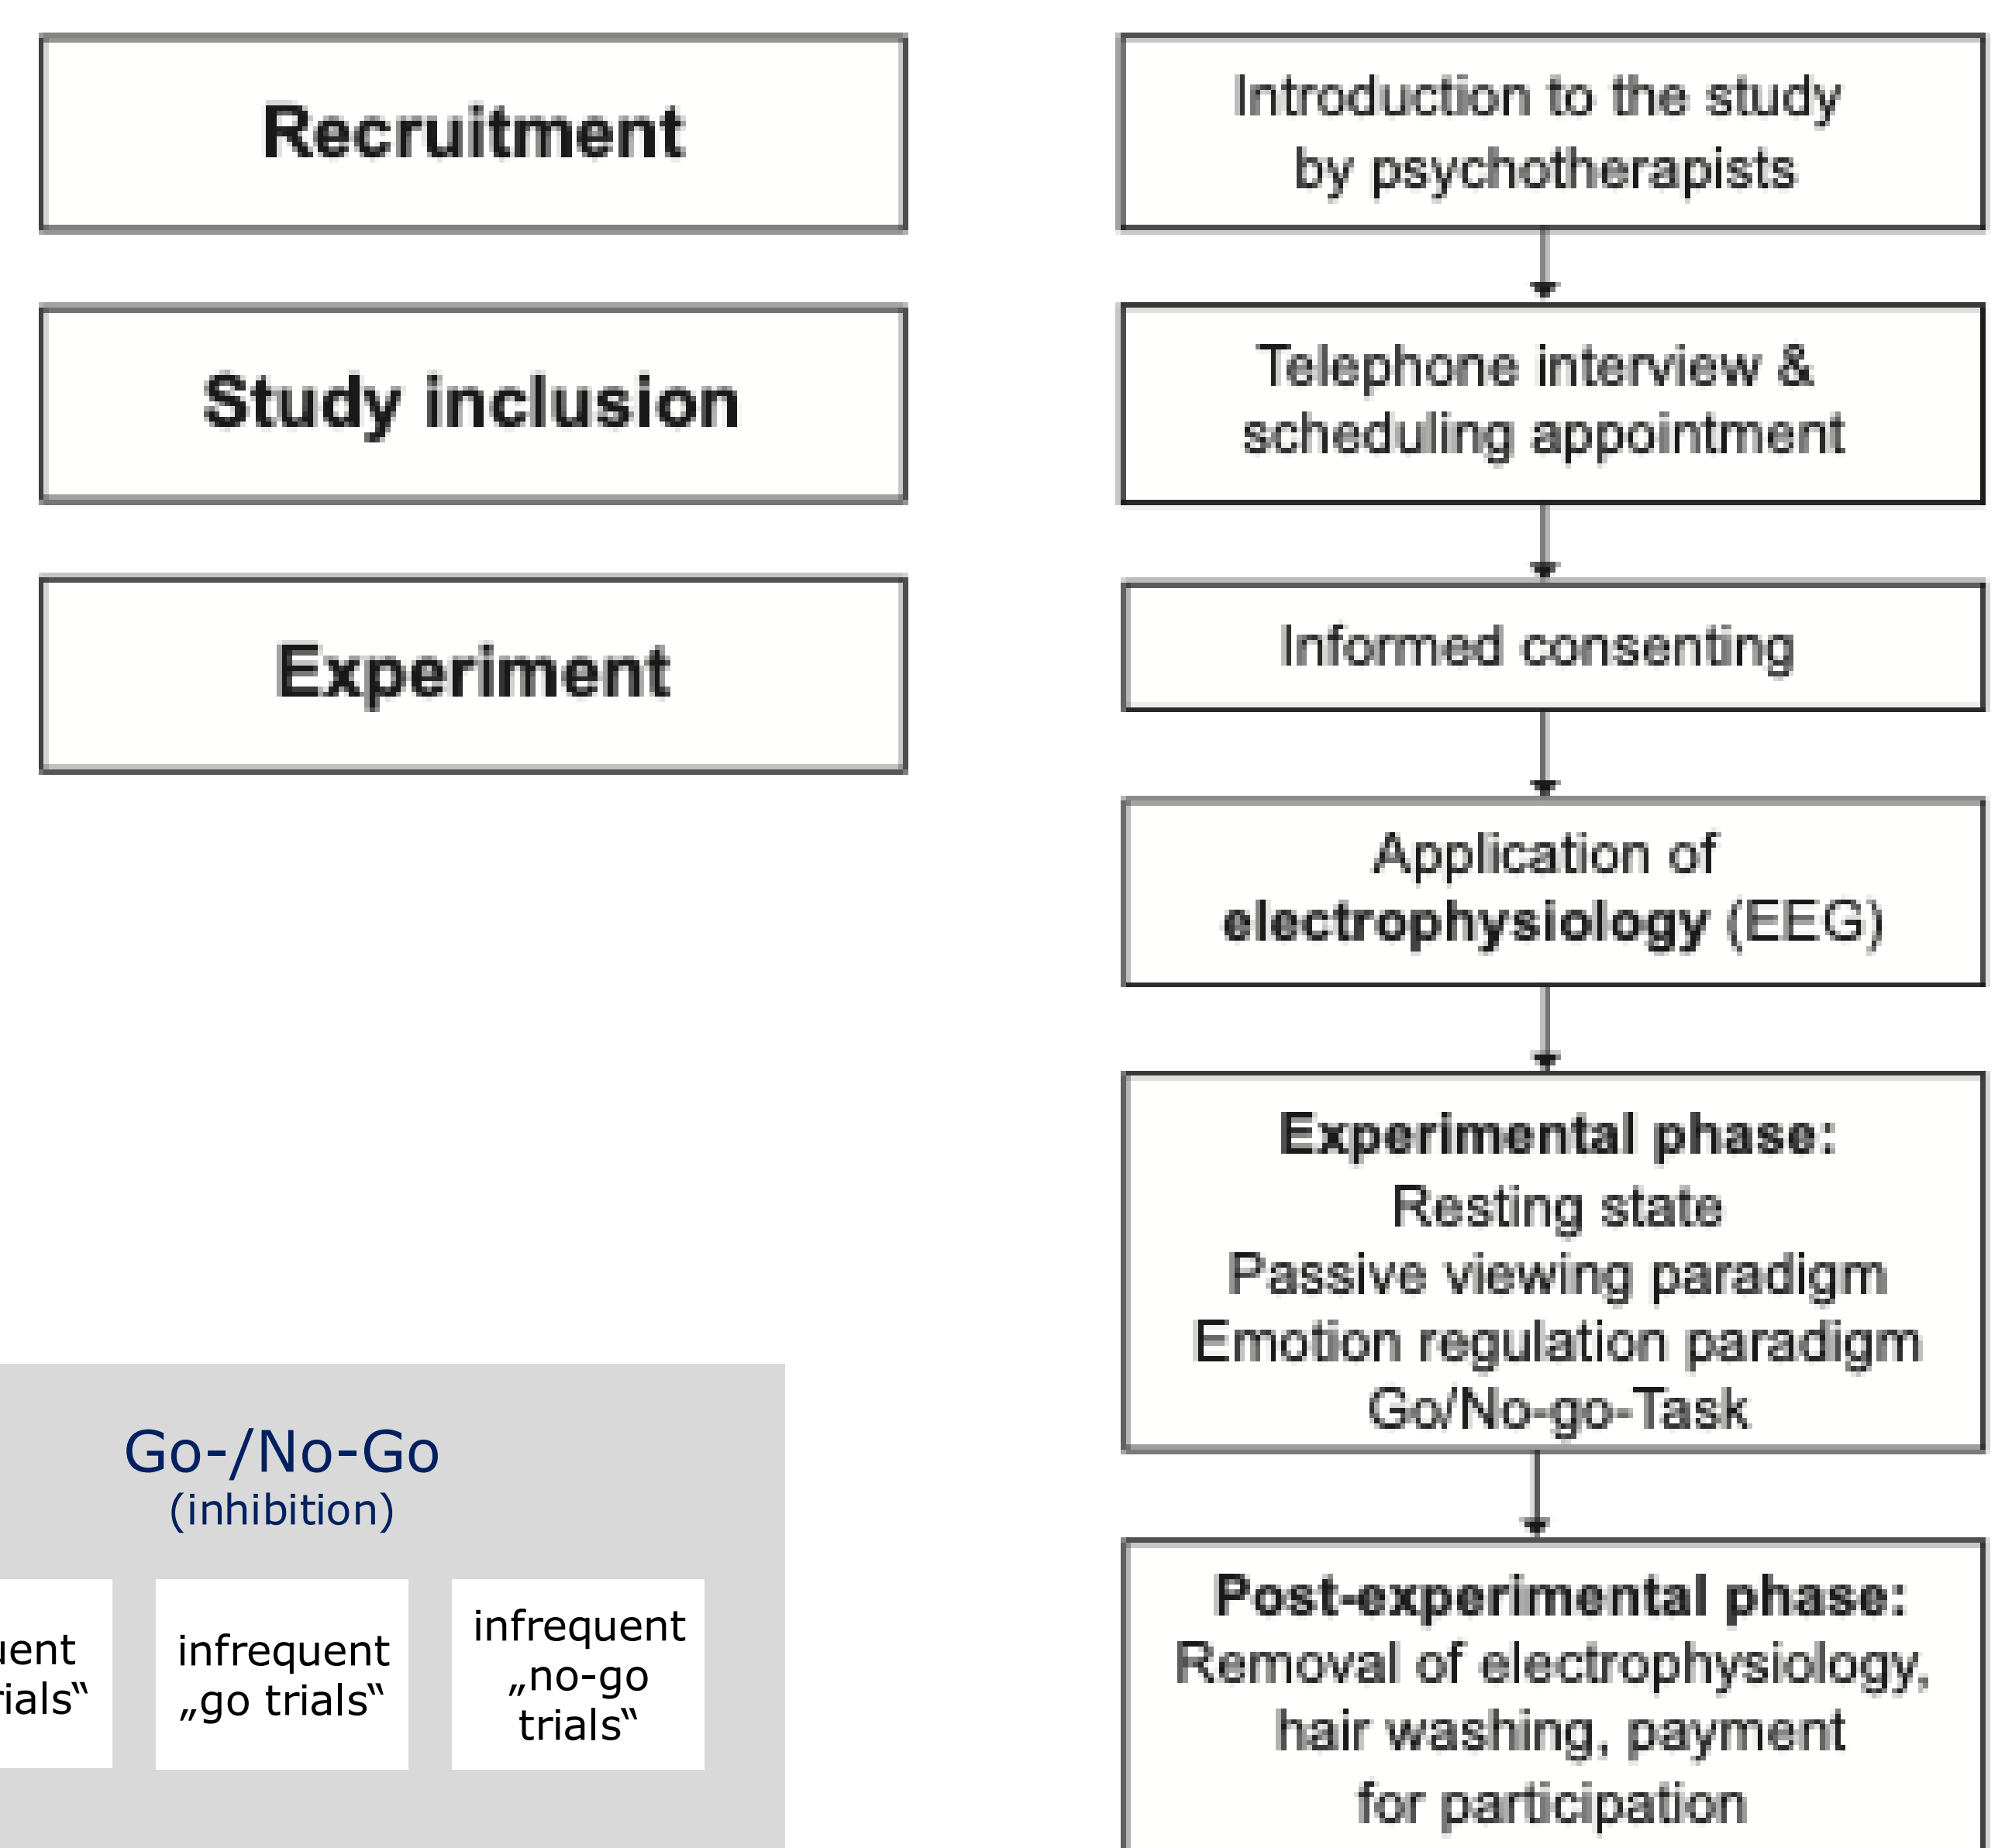 Recruitment
Study inclusion
Experiment
Introduction to the study
by psychotherapists
Telephone interview &
scheduling appointment
Informed consenting
Application of
electrophysiology (EEG)
Experimental phase:
Resting state
Passive viewing paradigm
Emotion regulation paradigm
Go/No-go-Task
Post-experimental phase:
Removal of electrophysiology,
hair washing, payment
for participation
Go-/No-Go
(inhibition)
infrequent
„go trials“
infrequent
„no-go
trials“